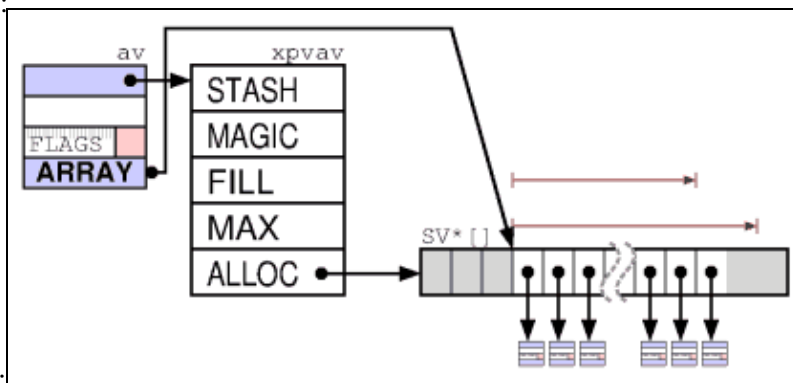 av
xpvav
STASH
MAGIC
FLAGS
ARRAY
FILL
MAX
SV*[]
ALLOC